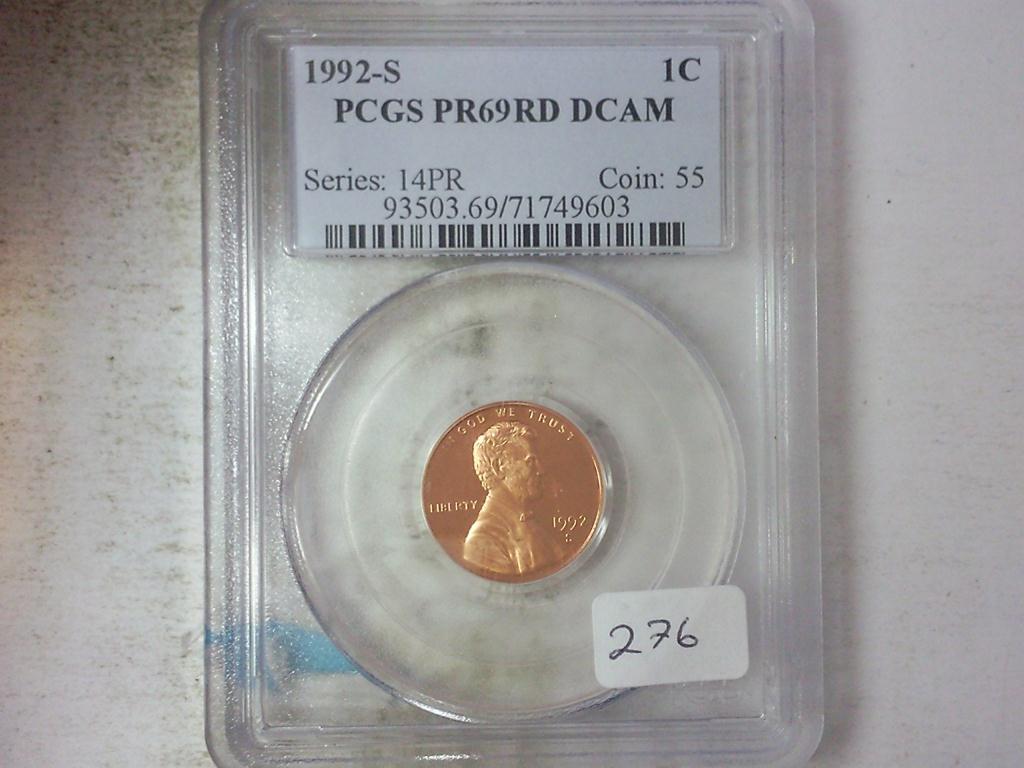 1992-S 1C
PCGS PR69RD DCAM
Series: 14PR Coin: 55
93503.69/71749603
GOD WE TRUST
LIBERTY
1992
S
276